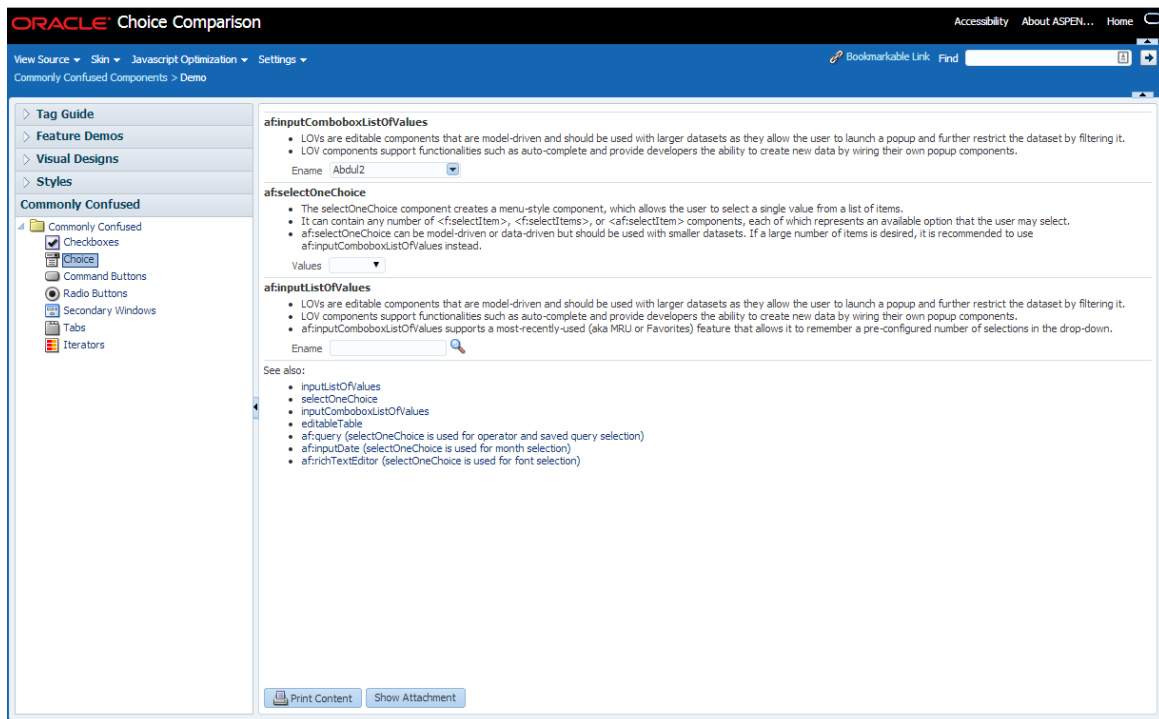 ORACLE Choice Comparison
Accessibility About ASPEN... Home
View Source Skin Javascript Optimization Settings
Bookmarkable Link Find
Commonly Confused Components > Demo
Tag Guide
Feature Demos
Visual Designs
Styles
Commonly Confused
Commonly Confused
Checkboxes
Choice
Command Buttons
Radio Buttons
Secondary Windows
Tabs
Iterators
af:inputComboboxListOfValues
• LOVs are editable components that are model-driven and should be used with larger datasets as they allow the user to launch a popup and further restrict the dataset by filtering it.
• LOV components support functionalities such as auto-complete and provide developers the ability to create new data by wiring their own popup components.
Ename Abdul2
af:selectOneChoice
• The selectOneChoice component creates a menu-style component, which allows the user to select a single value from a list of items.
• It can contain any number of <f:selectItem>, <f:selectItems>, or <af:selectItem> components, each of which represents an available option that the user may select.
• af:selectOneChoice can be model-driven or data-driven but should be used with smaller datasets. If a large number of items is desired, it is recommended to use
af:inputComboboxListOfValues instead.
Values
af:inputListOfValues
• LOVs are editable components that are model-driven and should be used with larger datasets as they allow the user to launch a popup and further restrict the dataset by filtering it.
• LOV components support functionalities such as auto-complete and provide developers the ability to create new data by wiring their own popup components.
• af:inputComboboxListOfValues supports a most-recently-used (aka MRU or Favorites) feature that allows it to remember a pre-configured number of selections in the drop-down.
Ename
See also:
• inputListOfValues
• selectOneChoice
• inputComboboxListOfValues
• editableTable
• af:query (selectOneChoice is used for operator and saved query selection)
• af:inputDate (selectOneChoice is used for month selection)
• af:richTextEditor (selectOneChoice is used for font selection)
Print Content Show Attachment